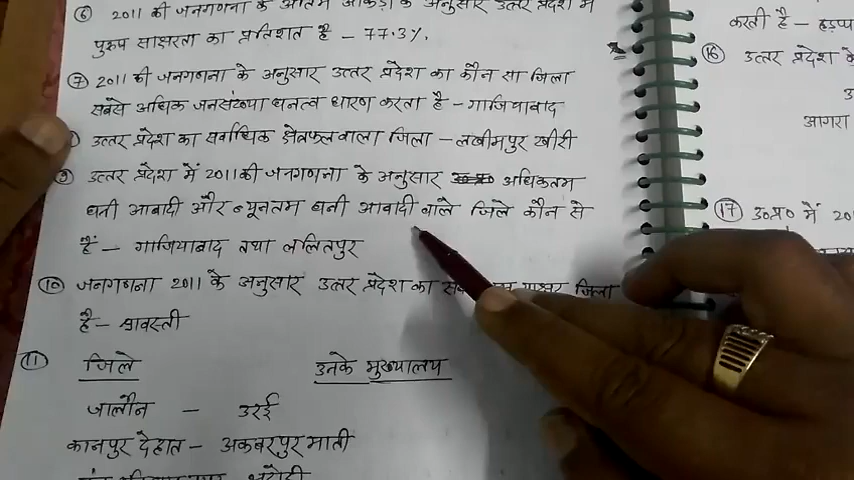 ⑥ 2011 की जनगणना के अंतिम आंकड़ों के अनुसार उत्तर प्रदेश में
पुरुष साक्षरता का प्रतिशत है - 77.3%.
⑦ 2011 की जनगणना के अनुसार उत्तर प्रदेश का कौन सा जिला
सबसे अधिक जनसंख्या घनत्व धारण करता है - गाजियाबाद
उत्तर प्रदेश का सर्वाधिक क्षेत्रफल वाला जिला - लखीमपुर खीरी
⑨ उत्तर प्रदेश में 2011 की जनगणना के अनुसार अधिकतम
घनी आबादी और न्यूनतम घनी आबादी वाले जिले कौन से
हैं - गाजियाबाद तथा ललितपुर
⑩ जनगणना 2011 के अनुसार उत्तर प्रदेश का जिला
है - श्रावस्ती
⑪ जिले उनके मुख्यालय
जालौन - उरई
कानपुर देहात - अकबरपुर माती
करती है - हड़प्प
⑯ उत्तर प्रदेश के
उ
आगरा
⑰ उ०प्र० में 20